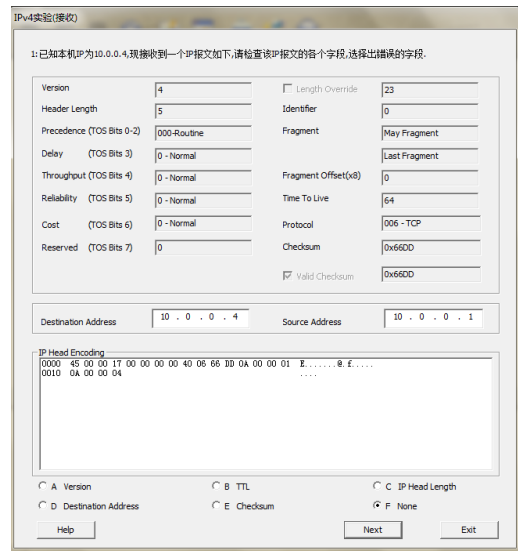 IPv4实验(接收)
1:已知本机IP为10.0.0.4,现接收到一个IP报文如下,请检查该IP报文的各个字段,选择出错误的字段.
Version 4 Length Override 23
Header Length 5 Identifier 0
Precedence (TOS Bits 0-2) 000-Routine Fragment May Fragment
Delay (TOS Bits 3) 0 - Normal Last Fragment
Throughput (TOS Bits 4) 0 - Normal Fragment Offset(x8) 0
Reliability (TOS Bits 5) 0 - Normal Time To Live 64
Cost (TOS Bits 6) 0 - Normal Protocol 006 - TCP
Reserved (TOS Bits 7) 0 Checksum 0x66DD
Valid Checksum 0x66DD
Destination Address 10 . 0 . 0 . 4 Source Address 10 . 0 . 0 . 1
IP Head Encoding
0000 45 00 00 17 00 00 00 00 40 06 66 DD 0A 00 00 01 E.......@.f.....
0010 0A 00 00 04 ....
A Version B TTL C IP Head Length
D Destination Address E Checksum F None
Help Next Exit